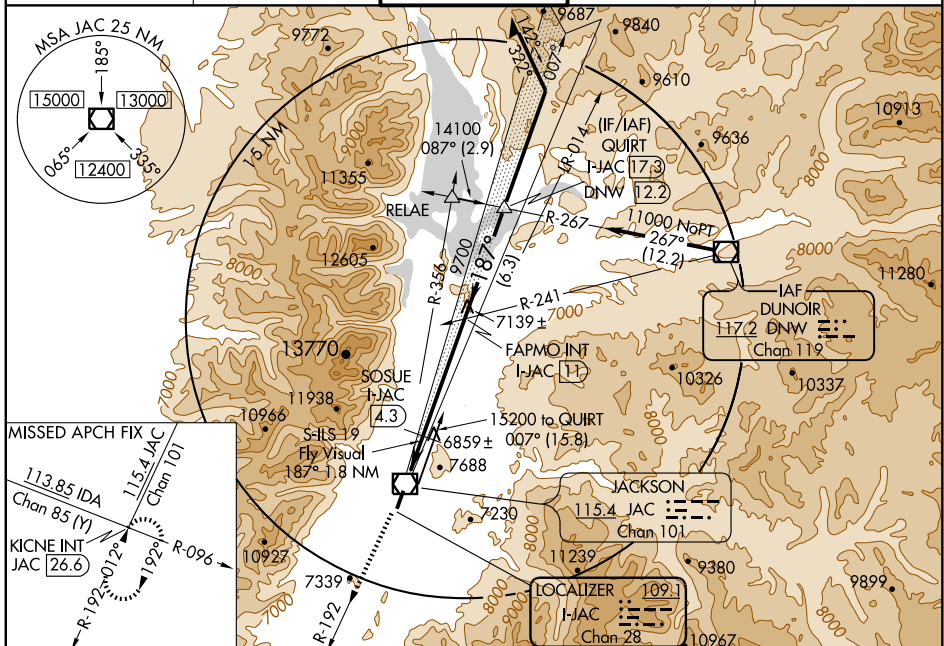 MSA JAC 25 NM
185°
15000
13000
065°
335°
12400
9772
9687
9840
142°
322°
007°
9610
10913
15 NM
14100
087° (2.9)
R-014
(IF/IAF)
QUIRT
I-JAC 17.3
DNW 12.2
9636
11355
RELAE
R-267
11000 NoPT
267°
(12.2)
8000
9700
187°
(6.3)
12605
8000
R-356
R-241
8000
11280
7139 ±
7000
IAF
DUNOIR
117.2 DNW
Chan 119
FAPMO INT
I-JAC 11
13770
7000
SOSUE
I-JAC
4.3
10326
10337
11938
10966
15200 to QUIRT
007° (15.8)
S-ILS 19
Fly Visual
187° 1.8 NM
6859 ±
7688
MISSED APCH FIX
115.4 JAC
Chan 101
113.85 IDA
Chan 85 (Y)
KICNE INT
JAC 26.6
012°
192°
R-096
R-192
JACKSON
115.4 JAC
Chan 101
7230
8000
10927
7339
11239
9380
9899
8000
9000
7000
R-192
LOCALIZER 109.1
I-JAC
Chan 28
10967